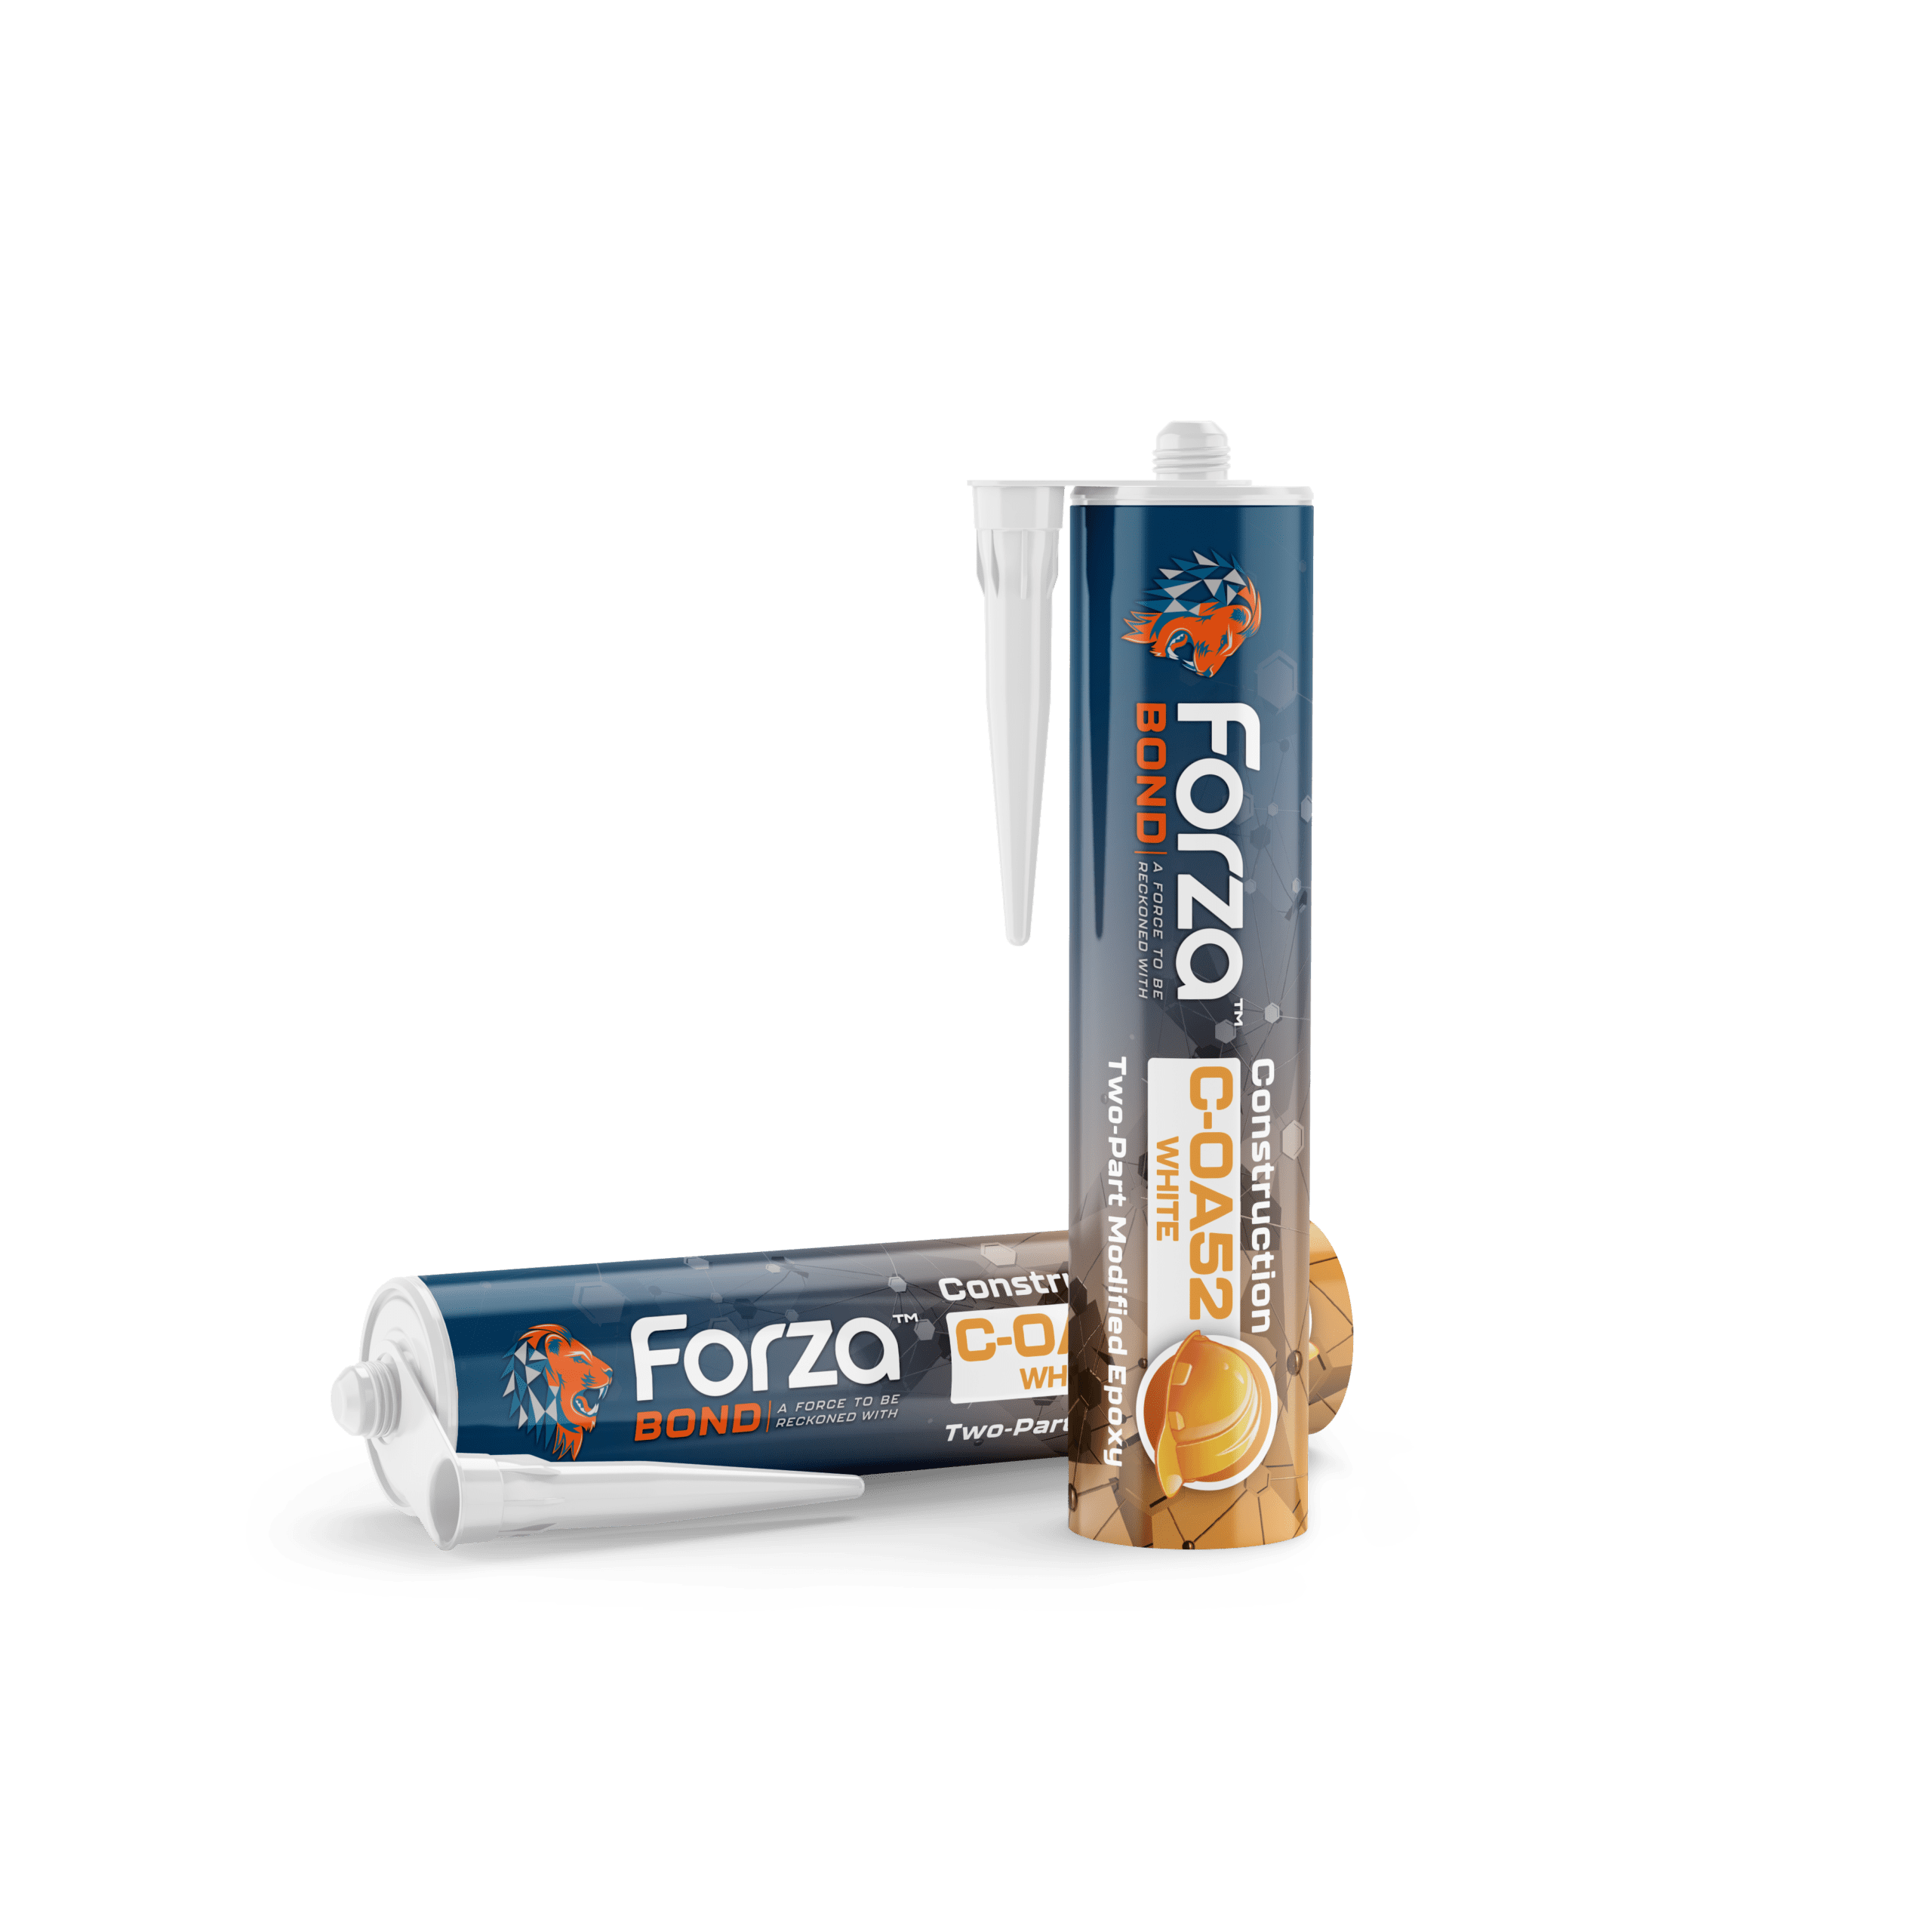 Forza™
BOND | A FORCE TO BE
RECKONED WITH
Construction
C-OA52
WHITE
Two-Part Modified Epoxy
Forza™
BOND | A FORCE TO BE
RECKONED WITH
Constru
C-OA
WH
Two-Part